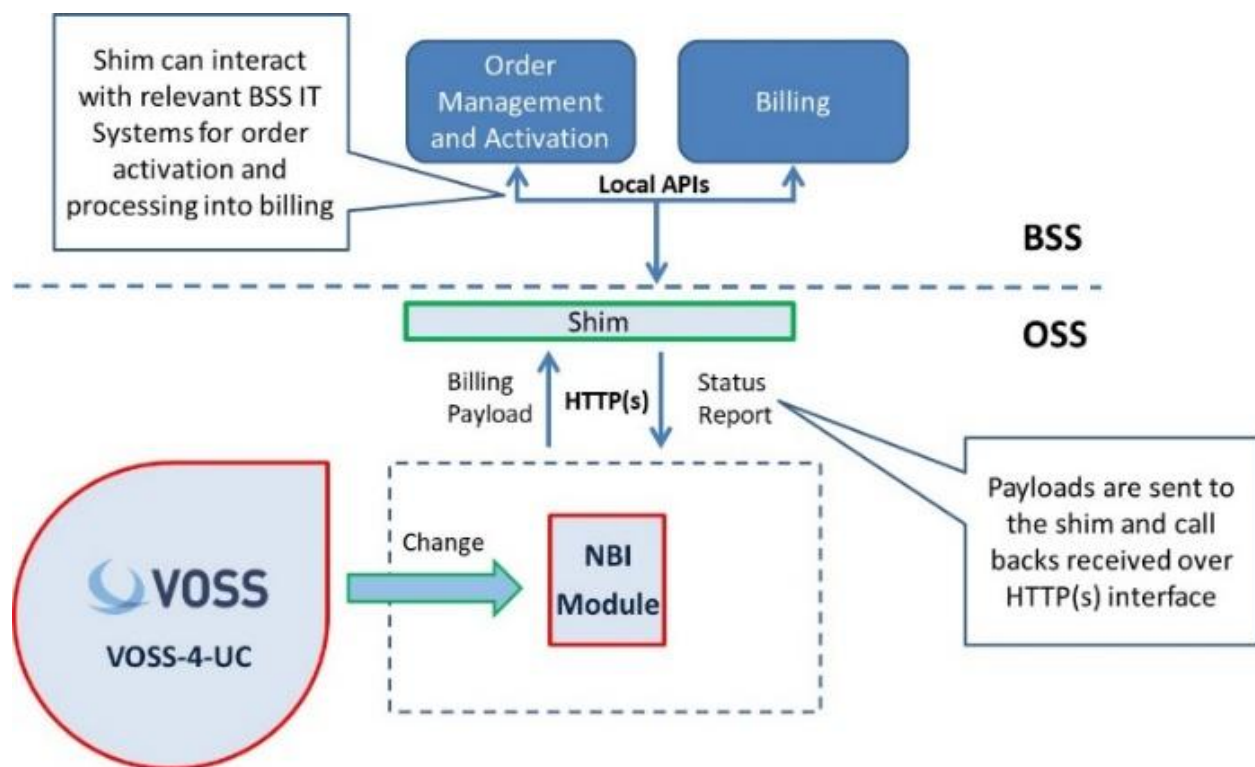 Shim can interact
with relevant BSS IT
Systems for order
activation and
processing into billing
Order
Management
and Activation
Billing
Local APIs
BSS
Shim
OSS
Billing
Payload
HTTP(s)
Status
Report
Payloads are sent to
the shim and call
backs received over
HTTP(s) interface
Change
NBI
Module
VOSS
VOSS-4-UC